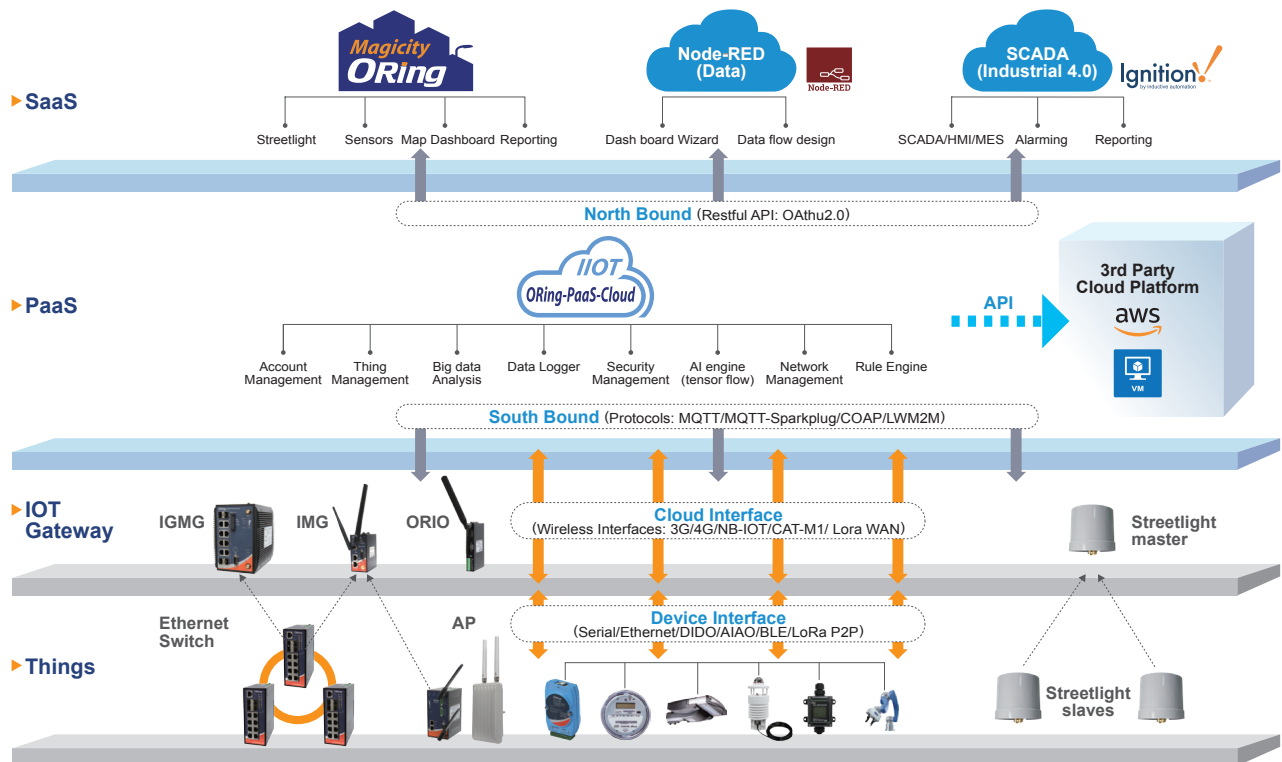 Magicity
ORing
Node-RED
(Data)
Node-RED
SCADA
(Industrial 4.0)
Ignition!
by inductive automation
SaaS
Streetlight
Sensors
Map Dashboard
Reporting
Dash board Wizard
Data flow design
SCADA/HMI/MES
Alarming
Reporting
North Bound (Restful API: OAthu2.0)
IIOT
ORing-PaaS-Cloud
PaaS
API
3rd Party
Cloud Platform
aws
VM
Account
Management
Thing
Management
Big data
Analysis
Data Logger
Security
Management
AI engine
(tensor flow)
Network
Management
Rule Engine
South Bound (Protocols: MQTT/MQTT-Sparkplug/COAP/LWM2M)
IOT
Gateway
IGMG
IMG
ORIO
Cloud Interface
(Wireless Interfaces: 3G/4G/NB-IOT/CAT-M1/ Lora WAN)
Streetlight
master
Ethernet
Switch
AP
Device Interface
(Serial/Ethernet/DIDO/AIAO/BLE/LoRa P2P)
Things
Streetlight
slaves